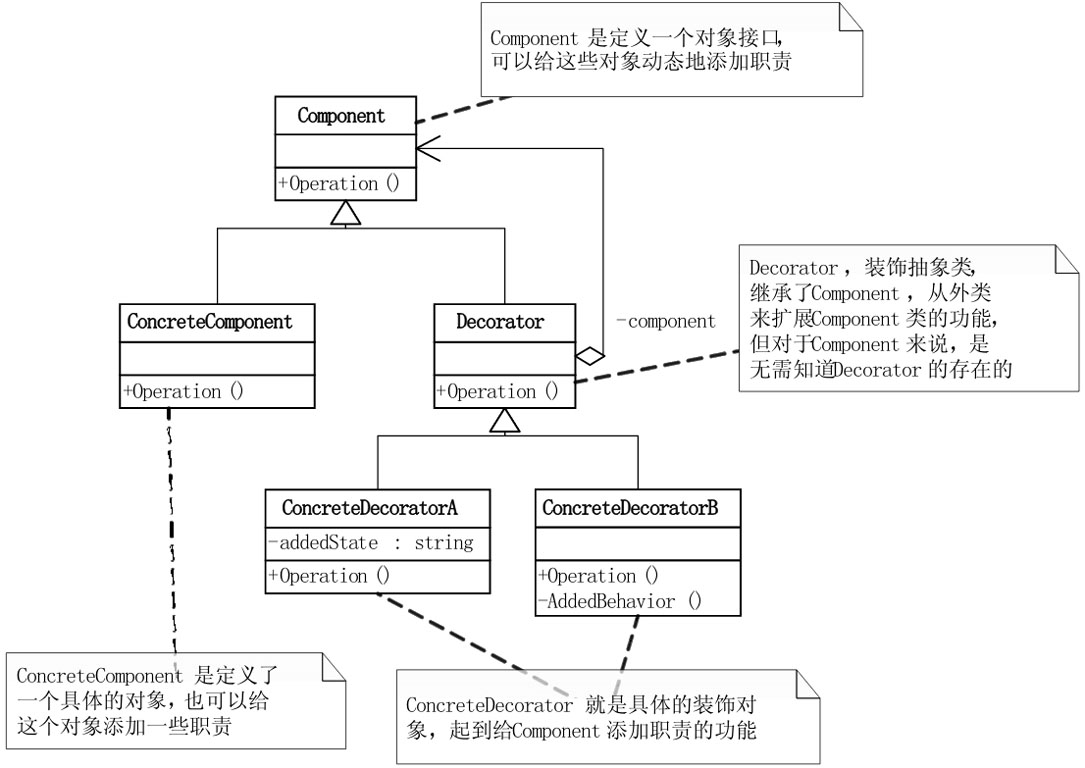 Component 是定义一个对象接口,
可以给这些对象动态地添加职责
Component
+Operation()
Decorator，装饰抽象类,
继承了Component，从外类
来扩展Component 类的功能,
但对于Component 来说，是
无需知道Decorator 的存在的
ConcreteComponent
+Operation()
Decorator
+Operation()
-component
ConcreteDecoratorA
-addedState : string
+Operation()
ConcreteDecoratorB
+Operation()
-AddedBehavior()
ConcreteComponent 是定义了
一个具体的对象，也可以给
这个对象添加一些职责
ConcreteDecorator 就是具体的装饰对
象，起到给Component 添加职责的功能